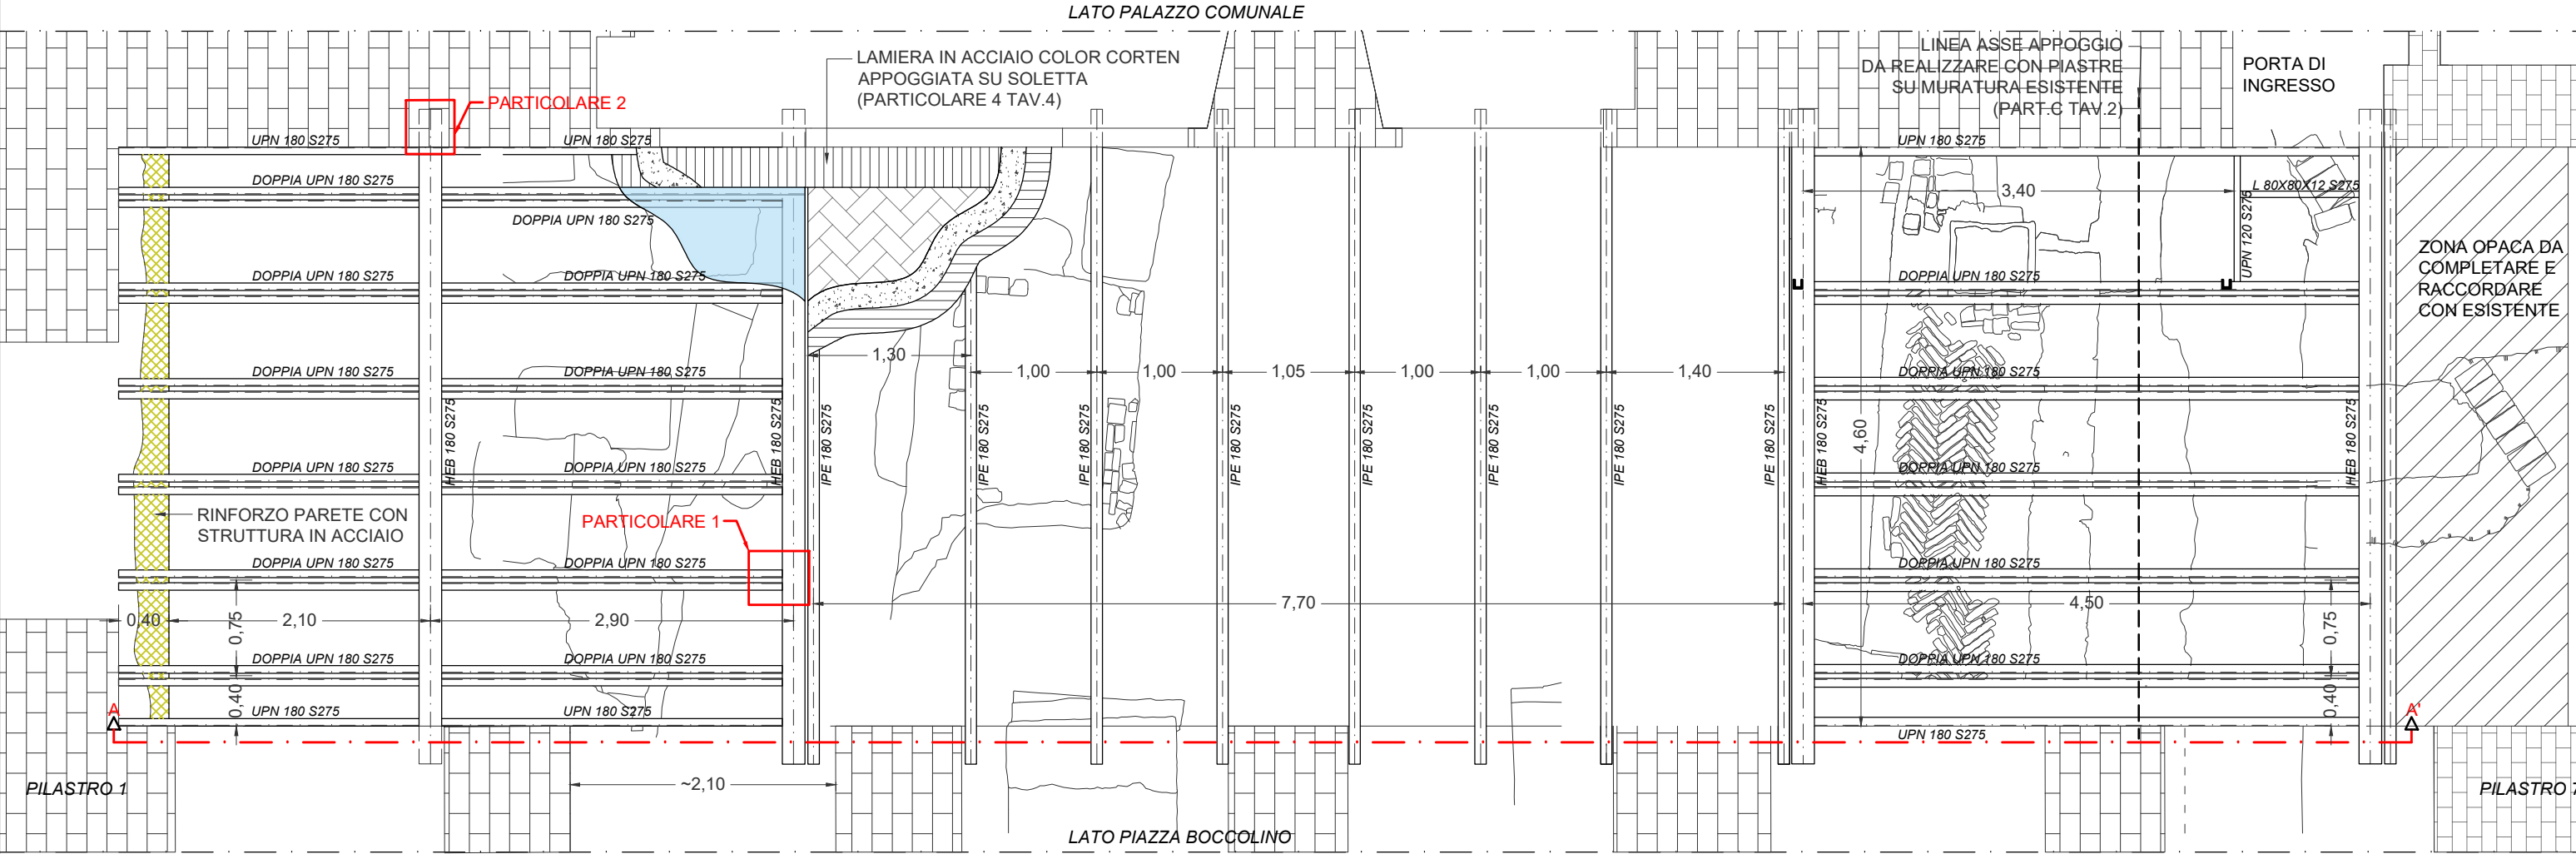 LATO PALAZZO COMUNALE
LAMIERA IN ACCIAIO COLOR CORTEN
APPOGGIATA SU SOLETTA
(PARTICOLARE 4 TAV.4)
LINEA ASSE APPOGGIO
DA REALIZZARE CON PIASTRE
SU MURATURA ESISTENTE
(PART.C TAV.2)
PORTA DI
INGRESSO
PARTICOLARE 2
UPN 180 S275
UPN 180 S275
UPN 180 S275
DOPPIA UPN 180 S275
DOPPIA UPN 180 S275
3,40
L 80X80X12 S275
UPN 120 S275
ZONA OPACA DA
COMPLETARE E
RACCORDARE
CON ESISTENTE
DOPPIA UPN 180 S275
DOPPIA UPN 180 S275
DOPPIA UPN 180 S275
1,30
1,00
1,00
1,05
1,00
1,00
1,40
DOPPIA UPN 180 S275
DOPPIA UPN 180 S275
DOPPIA UPN 180 S275
HEB 180 S275
HEB 180 S275
IPE 180 S275
IPE 180 S275
IPE 180 S275
IPE 180 S275
IPE 180 S275
IPE 180 S275
IPE 180 S275
IPE 180 S275
HEB 180 S275
4,60
HEB 180 S275
DOPPIA UPN 180 S275
DOPPIA UPN 180 S275
DOPPIA UPN 180 S275
RINFORZO PARETE CON
STRUTTURA IN ACCIAIO
PARTICOLARE 1
DOPPIA UPN 180 S275
DOPPIA UPN 180 S275
DOPPIA UPN 180 S275
0,40
2,10
0,75
2,90
7,70
4,50
0,75
DOPPIA UPN 180 S275
DOPPIA UPN 180 S275
DOPPIA UPN 180 S275
0,40
0,40
A
UPN 180 S275
UPN 180 S275
UPN 180 S275
A'
PILASTRO 1
~2,10
PILASTRO 7
LATO PIAZZA BOCCOLINO